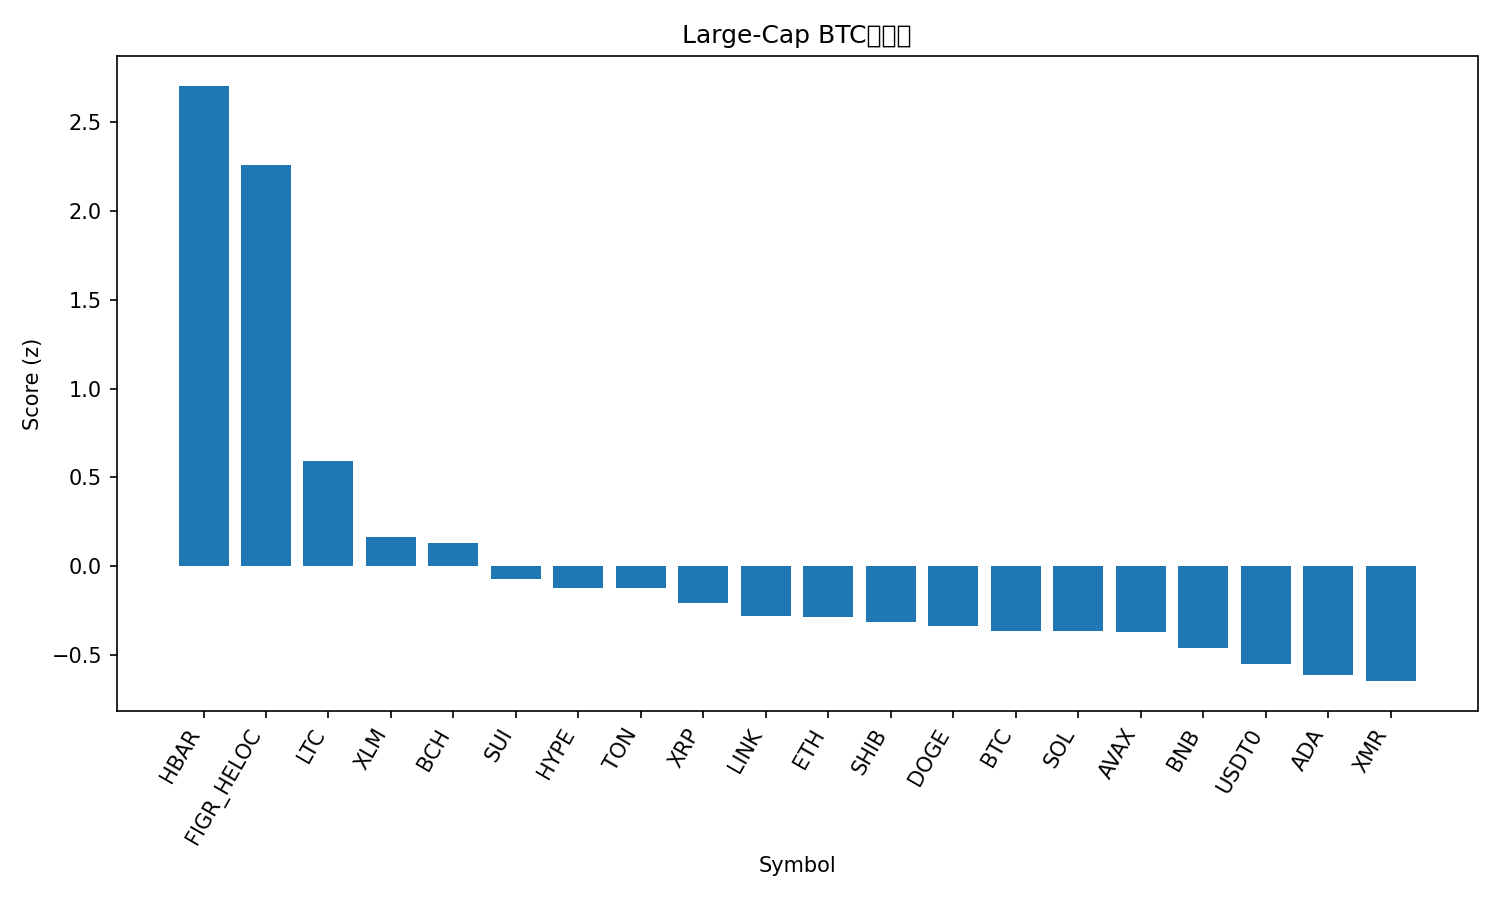 Large-Cap BTC
Score (z)
2.5
2.0
1.5
1.0
0.5
0.0
−0.5
HBAR
FIGR_HELOC
LTC
XLM
BCH
SUI
HYPE
TON
XRP
LINK
ETH
SHIB
DOGE
BTC
SOL
AVAX
BNB
USDT0
ADA
XMR
Symbol